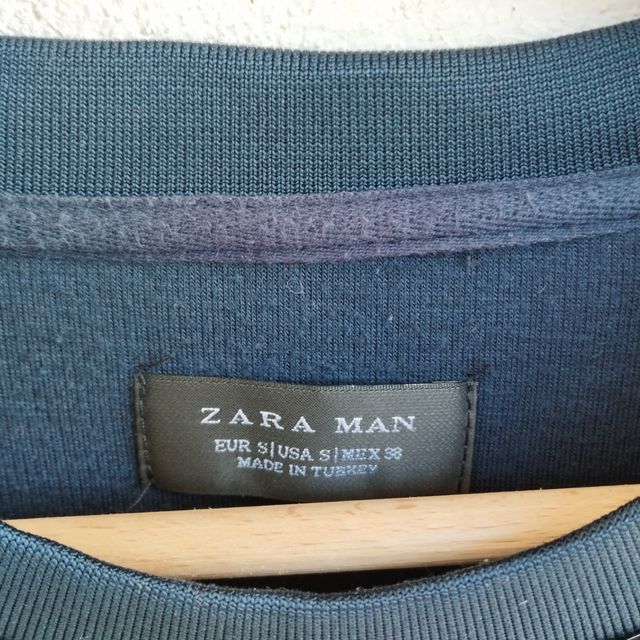 ZARA MAN
EUR S|USA S|MEX 38
MADE IN TURKEY